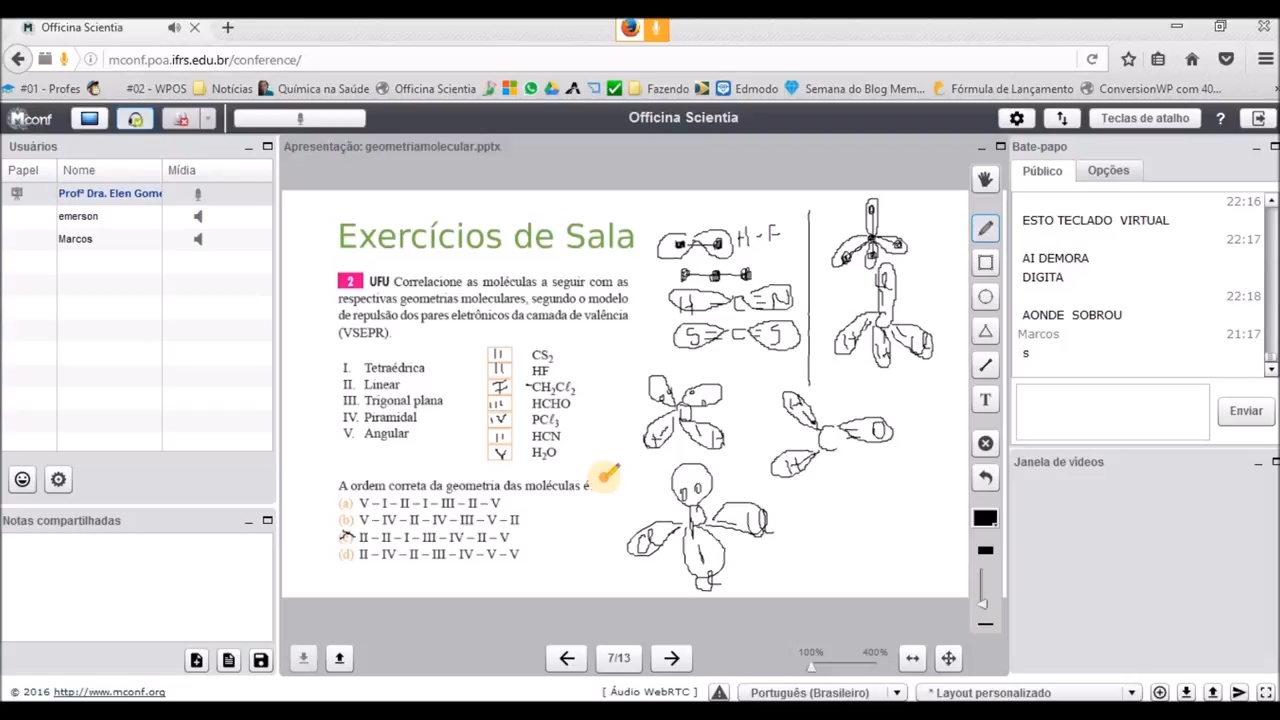 Officina Scientia
mconf.poa.ifrs.edu.br/conference/
#01 - Profes
#02 - WPOS
Notícias
Química na Saúde
Officina Scientia
Fazendo
Edmodo
Semana do Blog Mem...
Fórmula de Lançamento
ConversionWP com 40...
Mconf
Officina Scientia
Teclas de atalho
?
Usuários
Papel Nome Mídia
Profª Dra. Elen Gome
emerson
Marcos
Notas compartilhadas
Apresentação: geometriamolecular.pptx
Exercícios de Sala
2 UFU Correlacione as moléculas a seguir com as
respectivas geometrias moleculares, segundo o modelo
de repulsão dos pares eletrônicos da camada de valência
(VSEPR).
I. Tetraédrica
II. Linear
III. Trigonal plana
IV. Piramidal
V. Angular
II CS₂
II HF
I CH₂Cℓ₂
III HCHO
IV PCℓ₃
II HCN
V H₂O
A ordem correta da geometria das moléculas é:
(a) V – I – II – I – III – II – V
(b) V – IV – II – IV – III – V – II
(c) II – II – I – III – IV – II – V
(d) II – IV – II – III – IV – V – V
H-F
H-C≡N
S=C=S
T
7/13
100% 400%
Bate-papo
Público Opções
22:16
ESTO TECLADO VIRTUAL
22:17
AI DEMORA
DIGITA
22:18
AONDE SOBROU
Marcos 21:17
s
Enviar
Janela de vídeos
© 2016 http://www.mconf.org
[ Áudio WebRTC ]
Português (Brasileiro)
* Layout personalizado